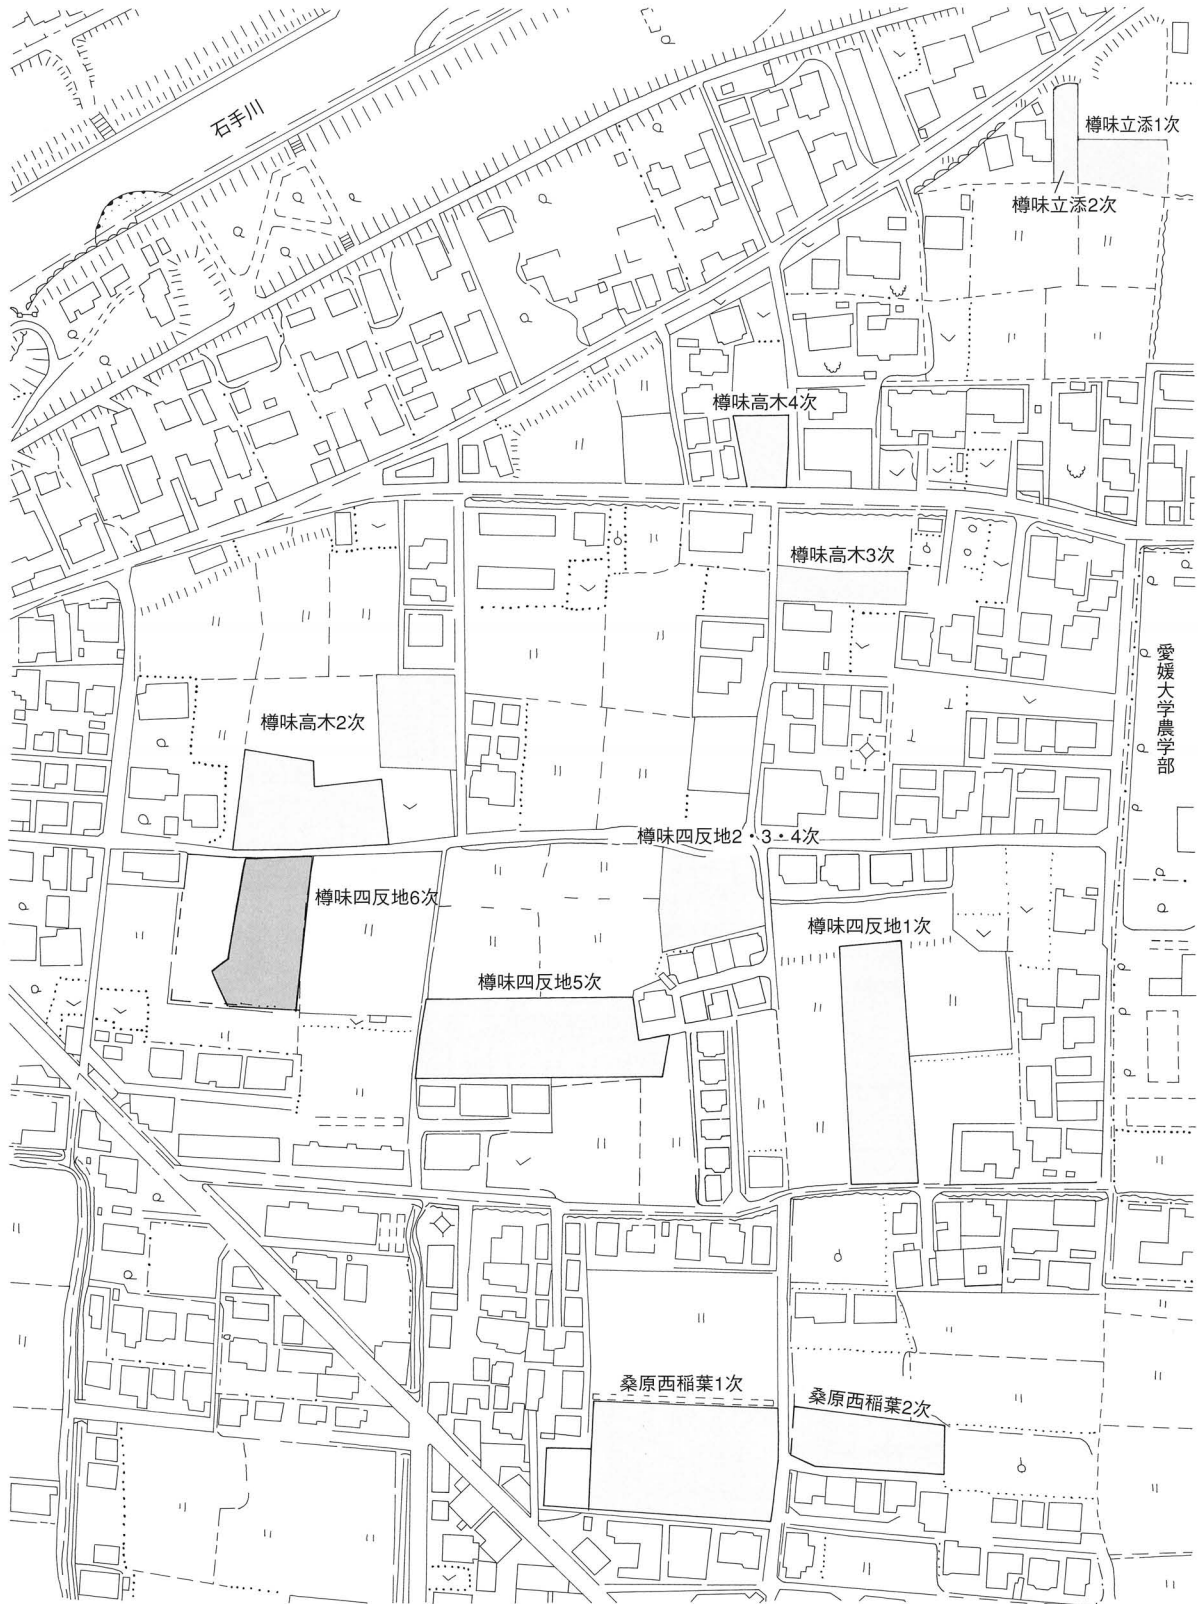 石手川
樽味立添1次
樽味立添2次
樽味高木4次
樽味高木3次
愛媛大学農学部
樽味高木2次
樽味四反地2・3・4次
樽味四反地6次
樽味四反地1次
樽味四反地5次
桑原西稲葉1次
桑原西稲葉2次